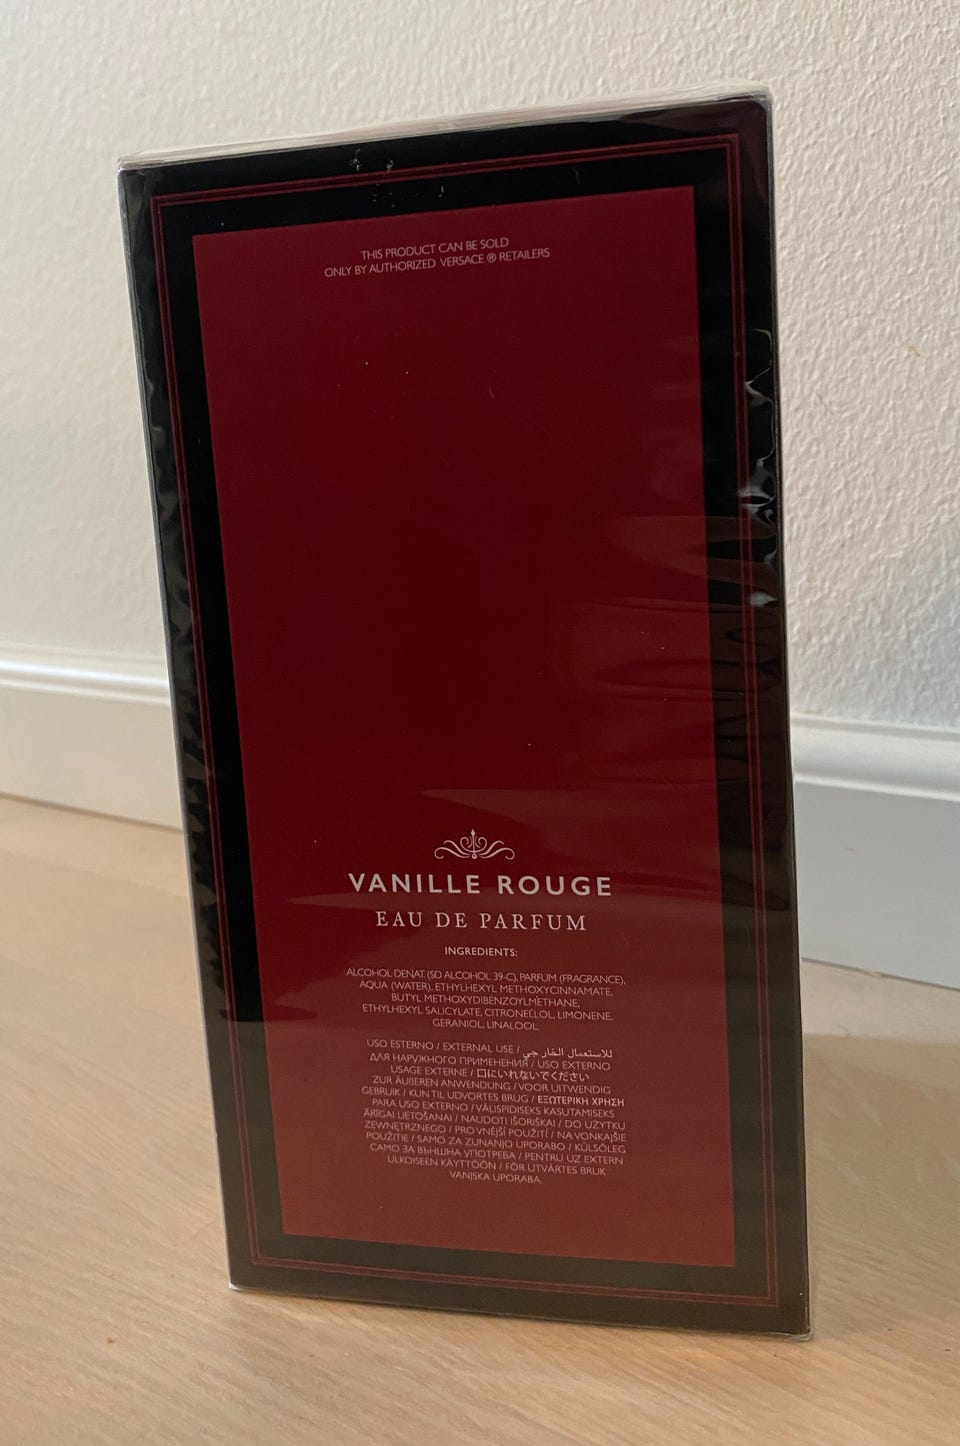 THIS PRODUCT CAN BE SOLD
ONLY BY AUTHORIZED VERSACE ® RETAILERS
VANILLE ROUGE
EAU DE PARFUM
INGREDIENTS:
ALCOHOL DENAT. (SD ALCOHOL 39-C), PARFUM (FRAGRANCE),
AQUA (WATER), ETHYLHEXYL METHOXYCINNAMATE,
BUTYL METHOXYDIBENZOYLMETHANE,
ETHYLHEXYL SALICYLATE, CITRONELLOL, LIMONENE,
GERANIOL, LINALOOL.
USO ESTERNO / EXTERNAL USE / للاستعمال الخارجي
ДЛЯ НАРУЖНОГО ПРИМЕНЕНИЯ / USO EXTERNO
USAGE EXTERNE / 口にいれないでください
ZUR ÄUßEREN ANWENDUNG / VOOR UITWENDIG
GEBRUIK / KUN TIL UDVORTES BRUG / ΕΞΩΤΕΡΙΚΗ ΧΡΗΣΗ
PARA USO EXTERNO / VÄLISPIDISEKS KASUTAMISEKS
ĀRĪGAI LIETOŠANAI / NAUDOTI IŠORIŠKAI / DO UŻYTKU
ZEWNĘTRZNEGO / PRO VNĚJŠÍ POUŽITÍ / NA VONKAJŠIE
POUŽITIE / SAMO ZA ZUNANJO UPORABO / KÜLSŐLEG
САМО ЗА ВЪНШНА УПОТРЕБА / PENTRU UZ EXTERN
ULKOISEEN KÄYTTÖÖN / FÖR UTVÄRTES BRUK
VANJSKA UPORABA.